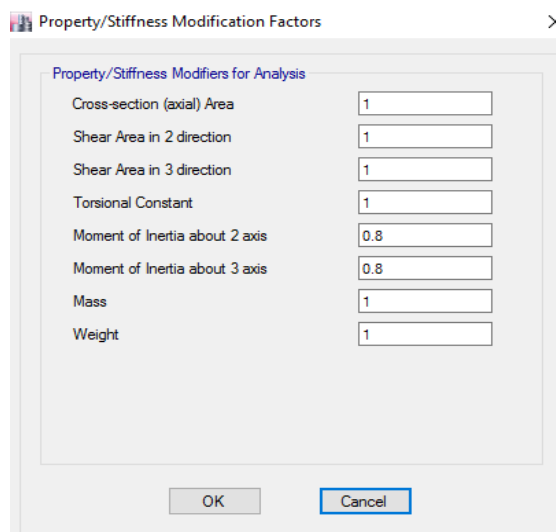 Property/Stiffness Modification Factors
Property/Stiffness Modifiers for Analysis
Cross-section (axial) Area 1
Shear Area in 2 direction 1
Shear Area in 3 direction 1
Torsional Constant 1
Moment of Inertia about 2 axis 0.8
Moment of Inertia about 3 axis 0.8
Mass 1
Weight 1
OK Cancel